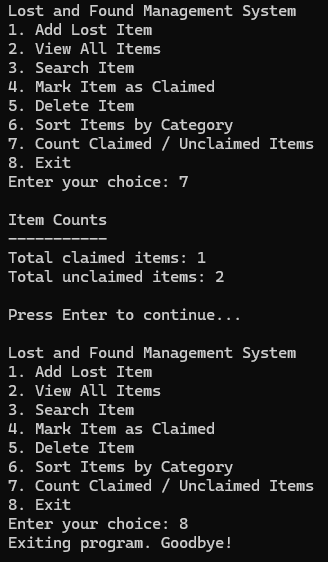 Lost and Found Management System
1. Add Lost Item
2. View All Items
3. Search Item
4. Mark Item as Claimed
5. Delete Item
6. Sort Items by Category
7. Count Claimed / Unclaimed Items
8. Exit
Enter your choice: 7
Item Counts
-----------
Total claimed items: 1
Total unclaimed items: 2
Press Enter to continue...
Lost and Found Management System
1. Add Lost Item
2. View All Items
3. Search Item
4. Mark Item as Claimed
5. Delete Item
6. Sort Items by Category
7. Count Claimed / Unclaimed Items
8. Exit
Enter your choice: 8
Exiting program. Goodbye!